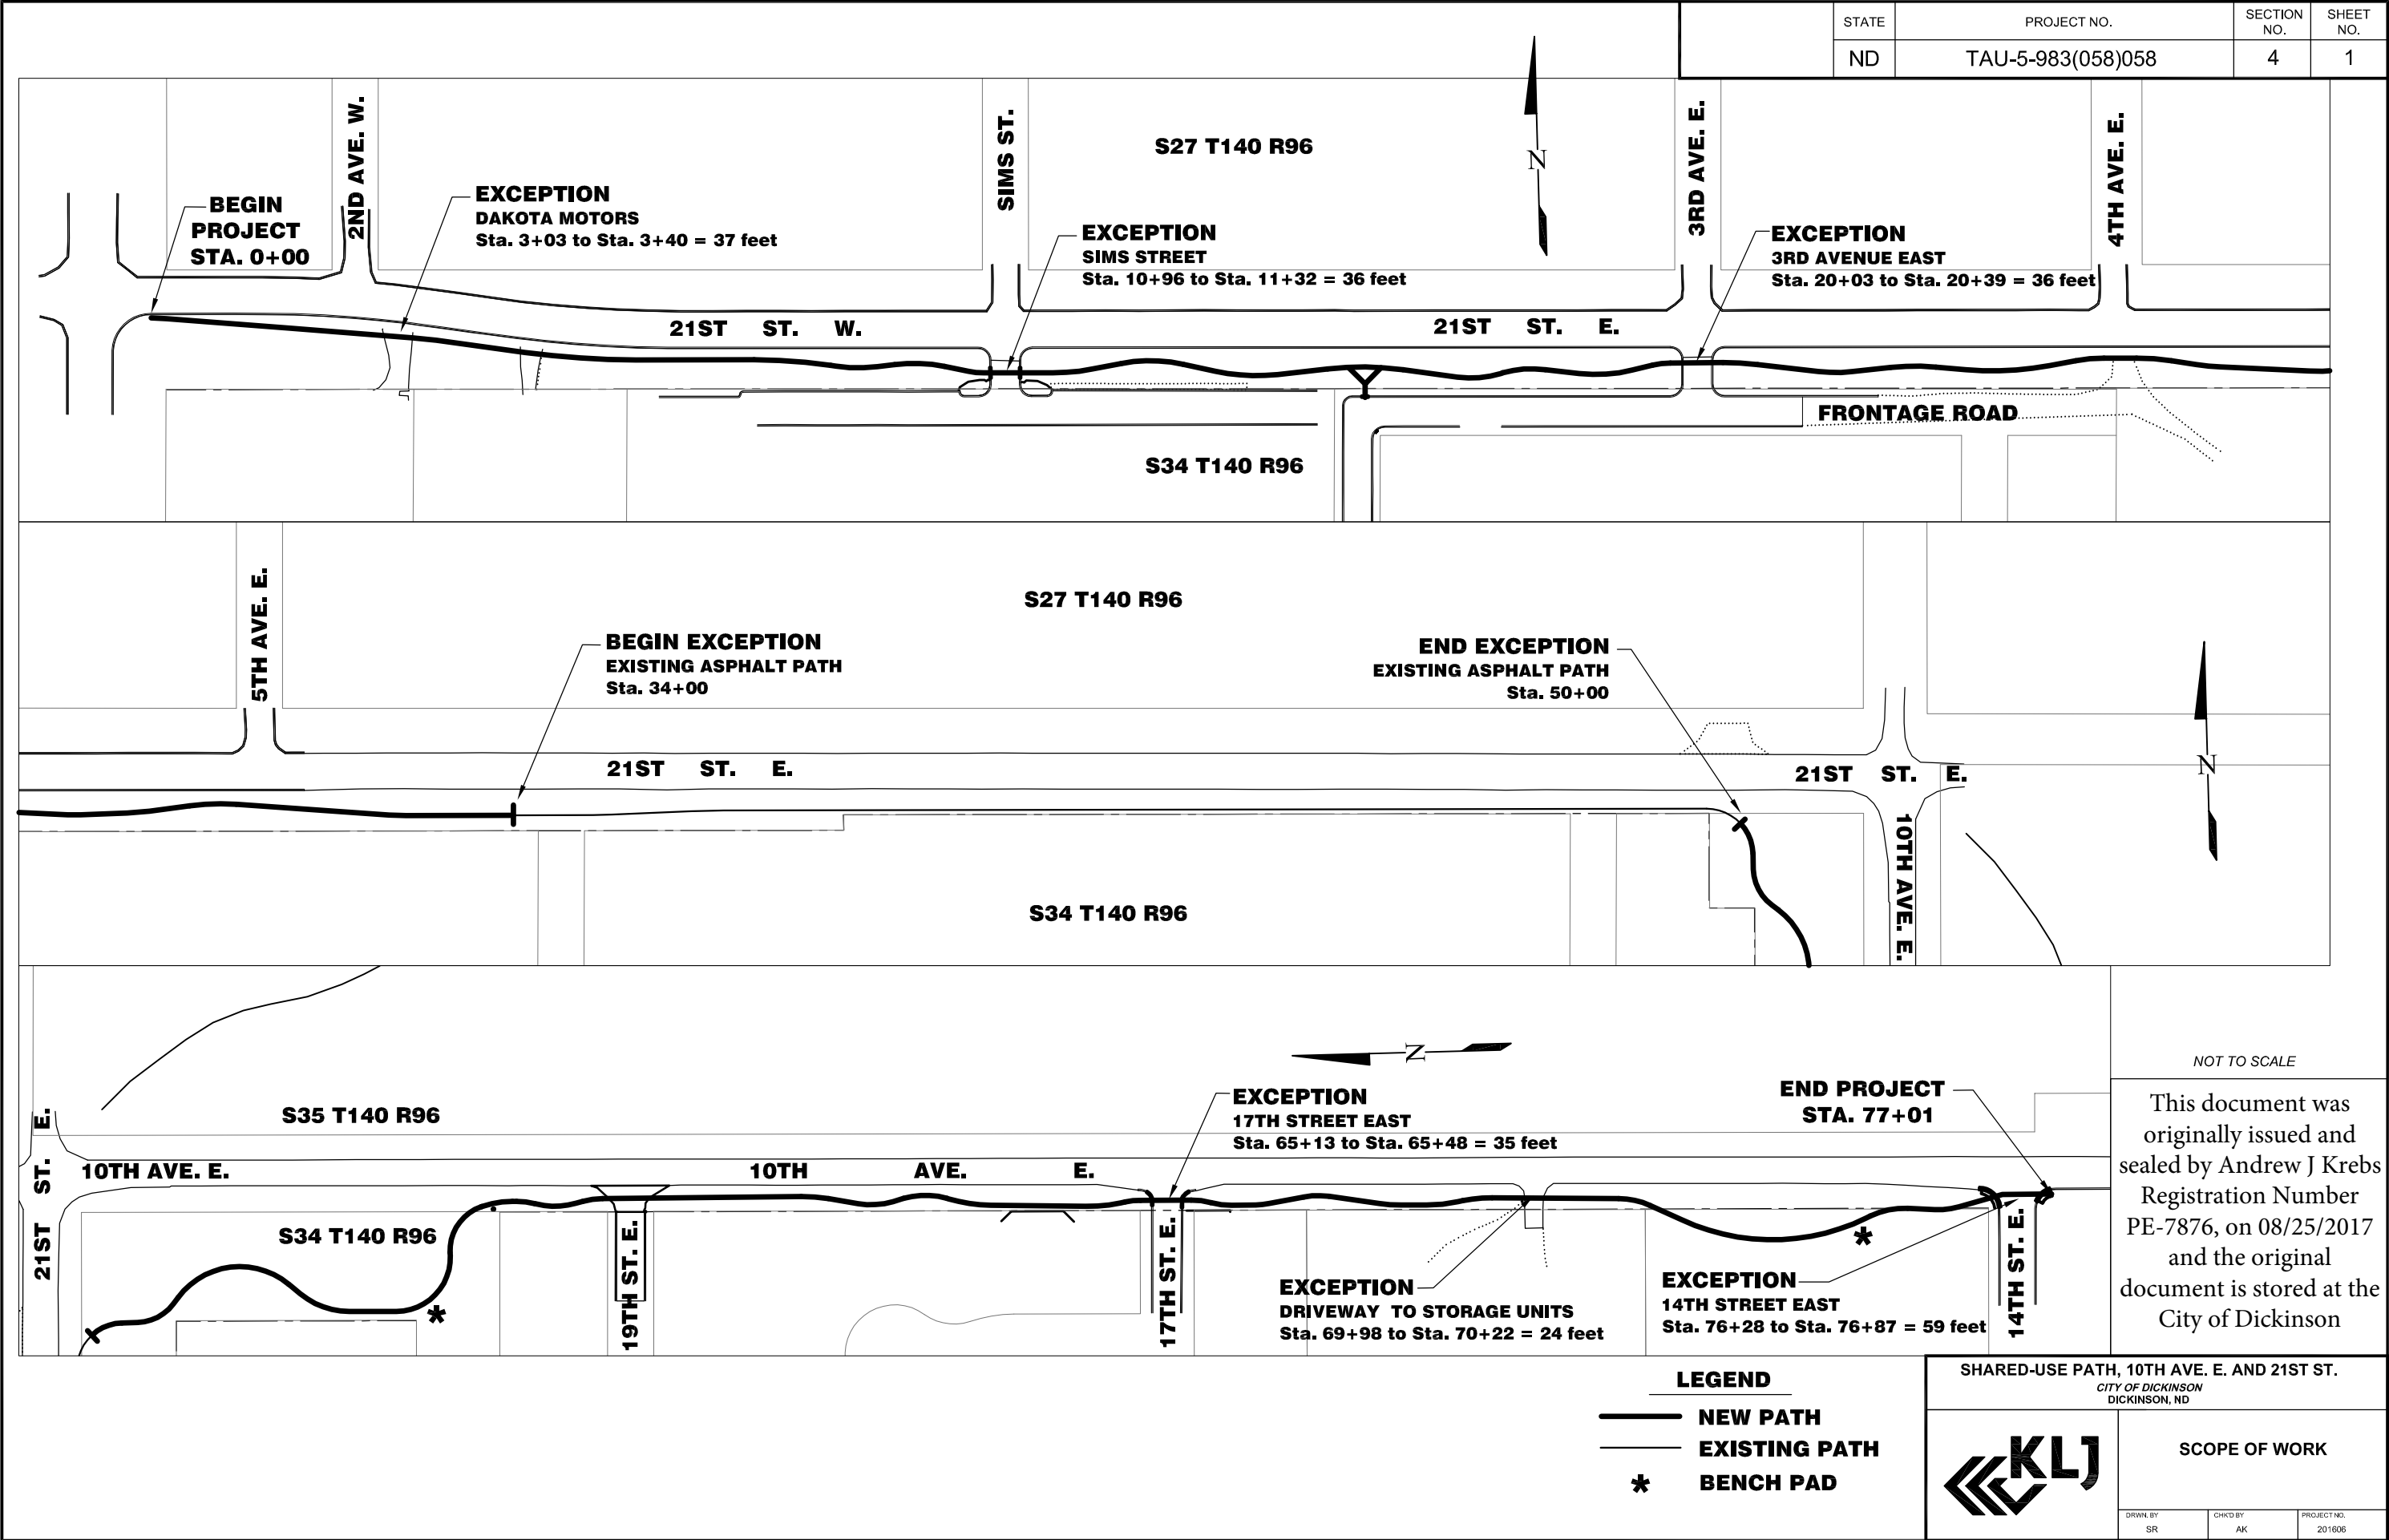 STATE
PROJECT NO.
SECTION NO.
SHEET NO.
ND
TAU-5-983(058)058
4
1
2ND AVE. W.
SIMS ST.
S27 T140 R96
N
3RD AVE. E.
4TH AVE. E.
BEGIN
PROJECT
STA. 0+00
EXCEPTION
DAKOTA MOTORS
Sta. 3+03 to Sta. 3+40 = 37 feet
EXCEPTION
SIMS STREET
Sta. 10+96 to Sta. 11+32 = 36 feet
EXCEPTION
3RD AVENUE EAST
Sta. 20+03 to Sta. 20+39 = 36 feet
21ST ST. W.
21ST ST. E.
FRONTAGE ROAD
S34 T140 R96
5TH AVE. E.
S27 T140 R96
BEGIN EXCEPTION
EXISTING ASPHALT PATH
Sta. 34+00
END EXCEPTION
EXISTING ASPHALT PATH
Sta. 50+00
N
21ST ST. E.
21ST ST. E.
10TH AVE. E.
S34 T140 R96
N
21ST ST. E.
S35 T140 R96
EXCEPTION
17TH STREET EAST
Sta. 65+13 to Sta. 65+48 = 35 feet
END PROJECT
STA. 77+01
10TH AVE. E.
10TH AVE. E.
S34 T140 R96
19TH ST. E.
17TH ST. E.
EXCEPTION
DRIVEWAY TO STORAGE UNITS
Sta. 69+98 to Sta. 70+22 = 24 feet
EXCEPTION
14TH STREET EAST
Sta. 76+28 to Sta. 76+87 = 59 feet
14TH ST. E.
NOT TO SCALE
This document was
originally issued and
sealed by Andrew J Krebs
Registration Number
PE-7876, on 08/25/2017
and the original
document is stored at the
City of Dickinson
LEGEND
NEW PATH
EXISTING PATH
* BENCH PAD
SHARED-USE PATH, 10TH AVE. E. AND 21ST ST.
CITY OF DICKINSON
DICKINSON, ND
KLJ
SCOPE OF WORK
DRWN. BY
SR
CHK'D BY
AK
PROJECT NO.
201606